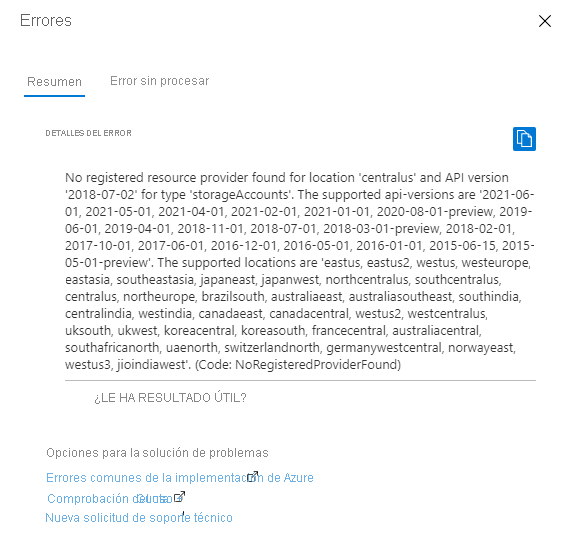 Errores
Resumen
Error sin procesar
DETALLES DEL ERROR
No registered resource provider found for location 'centralus' and API version
'2018-07-02' for type 'storageAccounts'. The supported api-versions are '2021-06-
01, 2021-05-01, 2021-04-01, 2021-02-01, 2021-01-01, 2020-08-01-preview, 2019-
06-01, 2019-04-01, 2018-11-01, 2018-07-01, 2018-03-01-preview, 2018-02-01,
2017-10-01, 2017-06-01, 2016-12-01, 2016-05-01, 2016-01-01, 2015-06-15, 2015-
05-01-preview'. The supported locations are 'eastus, eastus2, westus, westeurope,
eastasia, southeastasia, japaneast, japanwest, northcentralus, southcentralus,
centralus, northeurope, brazilsouth, australiaeast, australiasoutheast, southindia,
centralindia, westindia, canadaeast, canadacentral, westus2, westcentralus,
uksouth, ukwest, koreacentral, koreasouth, francecentral, australiacentral,
southafricanorth, uaenorth, switzerlandnorth, germanywestcentral, norwayeast,
westus3, jioindiawest'. (Code: NoRegisteredProviderFound)
¿LE HA RESULTADO ÚTIL?
Opciones para la solución de problemas
Errores comunes de la implementación de Azure
Comprobación de
Nueva solicitud de soporte técnico